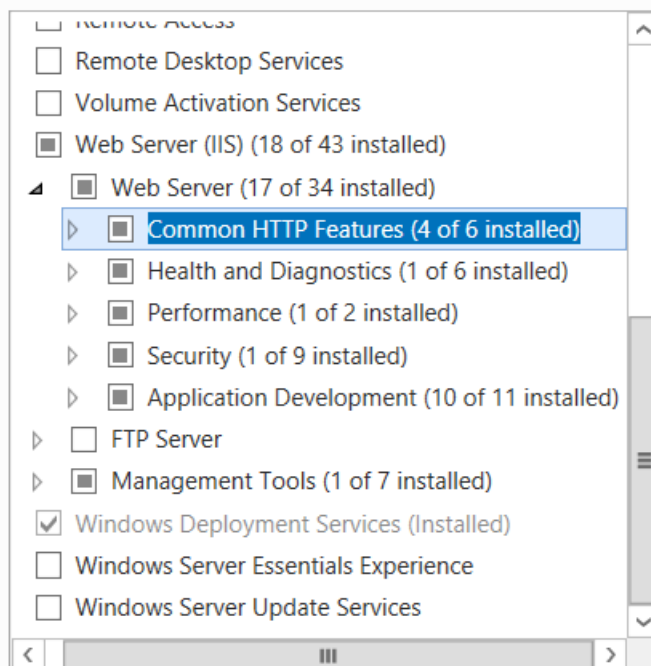 Remote Access
Remote Desktop Services
Volume Activation Services
Web Server (IIS) (18 of 43 installed)
Web Server (17 of 34 installed)
Common HTTP Features (4 of 6 installed)
Health and Diagnostics (1 of 6 installed)
Performance (1 of 2 installed)
Security (1 of 9 installed)
Application Development (10 of 11 installed)
FTP Server
Management Tools (1 of 7 installed)
Windows Deployment Services (Installed)
Windows Server Essentials Experience
Windows Server Update Services